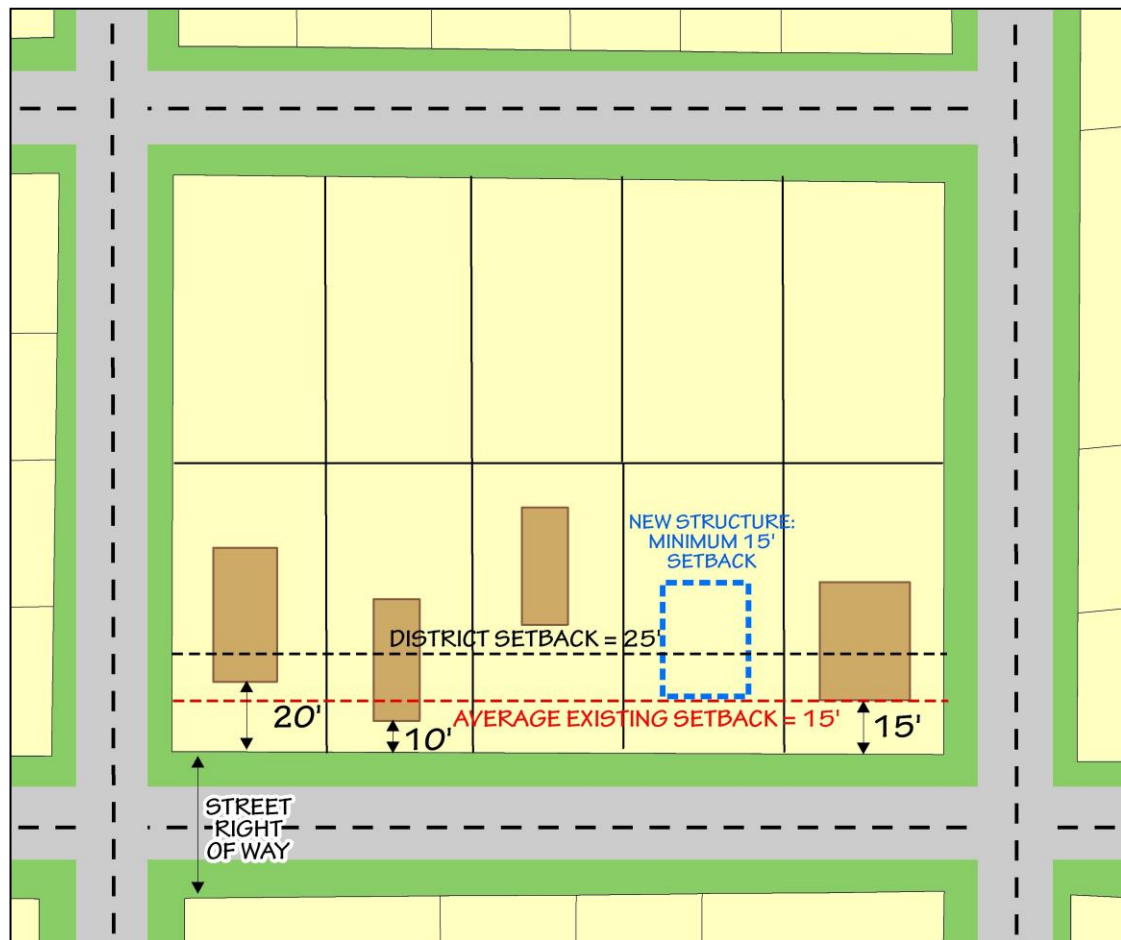 NEW STRUCTURE:
MINIMUM 15'
SETBACK
DISTRICT SETBACK = 25'
20'
10'
AVERAGE EXISTING SETBACK = 15'
15'
STREET
RIGHT
OF WAY